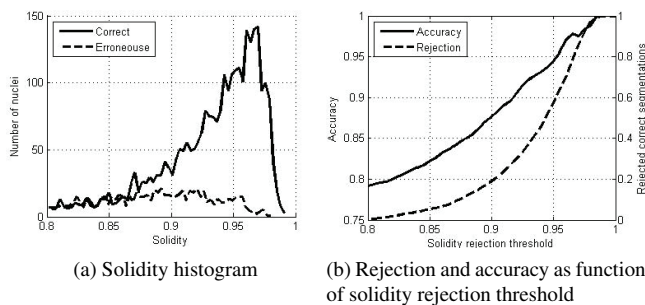 150
100
50
0
Number of nuclei
Correct
Erroneouse
0.8 0.85 0.9 0.95 1
Solidity
(a) Solidity histogram
1
0.95
0.9
0.85
0.8
0.75
Accuracy
Accuracy
Rejection
1
0.8
0.6
0.4
0.2
0
Rejected correct segmentations
0.8 0.85 0.9 0.95 1
Solidity rejection threshold
(b) Rejection and accuracy as function
of solidity rejection threshold